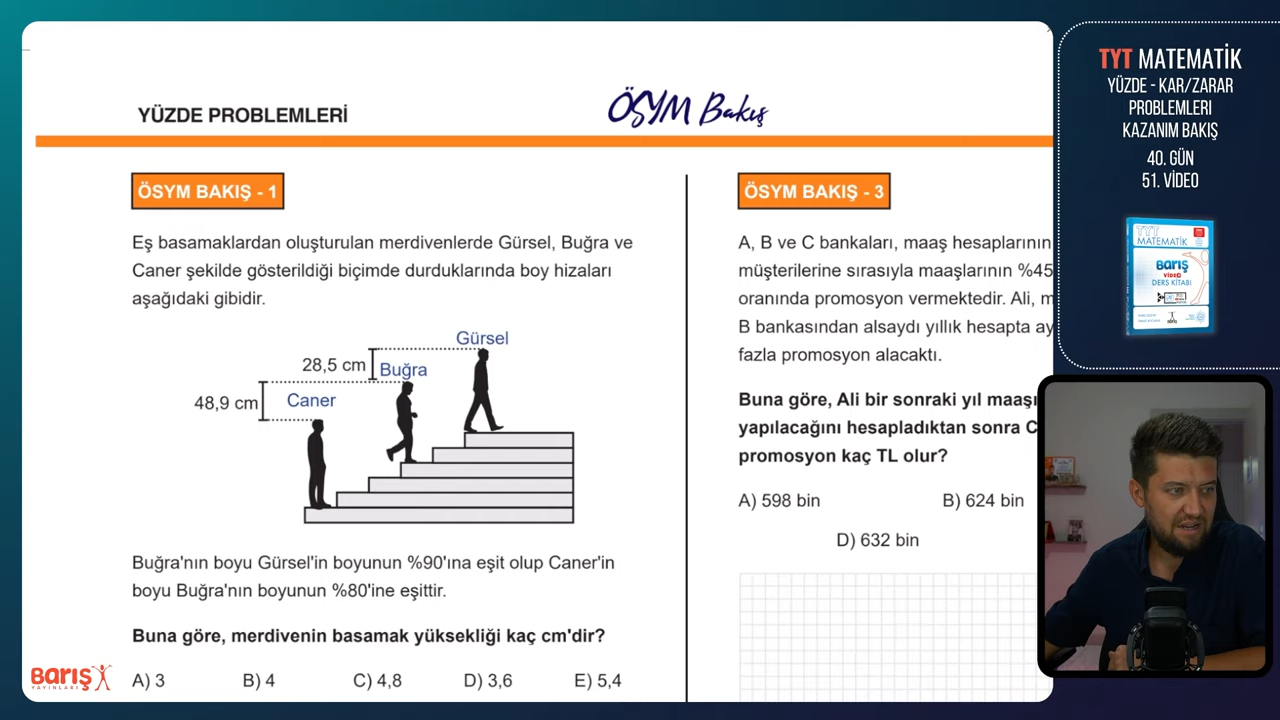 YÜZDE PROBLEMLERİ
ÖSYM Bakış
ÖSYM BAKIŞ - 1
Eş basamaklardan oluşturulan merdivenlerde Gürsel, Buğra ve
Caner şekilde gösterildiği biçimde durduklarında boy hizaları
aşağıdaki gibidir.
Gürsel
28,5 cm
Buğra
48,9 cm
Caner
Buğra'nın boyu Gürsel'in boyunun %90'ına eşit olup Caner'in
boyu Buğra'nın boyunun %80'ine eşittir.
Buna göre, merdivenin basamak yüksekliği kaç cm'dir?
A) 3 B) 4 C) 4,8 D) 3,6 E) 5,4
BARIŞ
YAYINLARI
ÖSYM BAKIŞ - 3
A, B ve C bankaları, maaş hesaplarının
müşterilerine sırasıyla maaşlarının %45
oranında promosyon vermektedir. Ali, m
B bankasından alsaydı yıllık hesapta ay
fazla promosyon alacaktı.
Buna göre, Ali bir sonraki yıl maaşı
yapılacağını hesapladıktan sonra C
promosyon kaç TL olur?
A) 598 bin B) 624 bin
D) 632 bin
TYT MATEMATİK
YÜZDE - KAR/ZARAR
PROBLEMLERI
KAZANIM BAKIŞ
40. GÜN
51. VİDEO
TYT
MATEMATİK
BARIŞ
VİDEO
DERS KİTABI